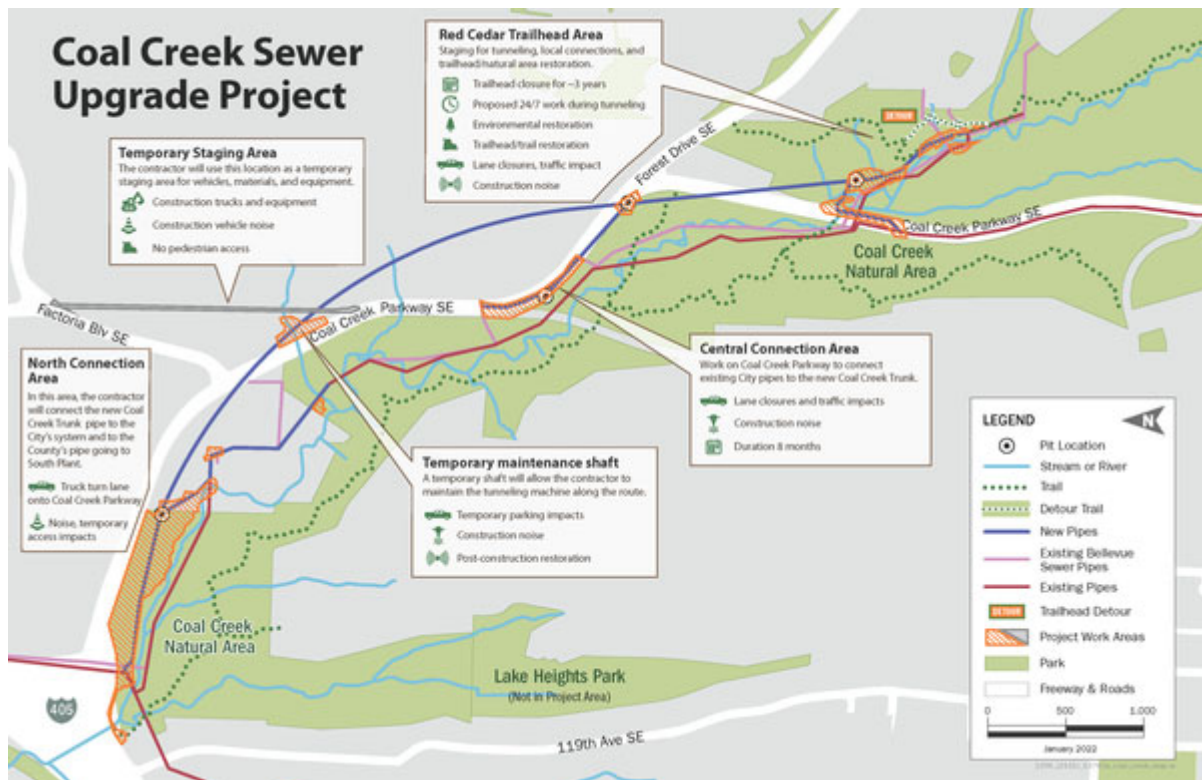 Coal Creek Sewer
Upgrade Project
Red Cedar Trailhead Area
Staging for tunneling, local connections, and
trailhead/natural area restoration.
Trailhead closure for ~3 years
Proposed 24/7 work during tunneling
Environmental restoration
Trailhead/trail restoration
Lane closures, traffic impact
Construction noise
Temporary Staging Area
The contractor will use this location as a temporary
staging area for vehicles, materials, and equipment.
Construction trucks and equipment
Construction vehicle noise
No pedestrian access
DETOUR
Forest Drive SE
Coal Creek Parkway SE
Coal Creek
Natural Area
Factoria Blv SE
Coal Creek Parkway SE
North Connection
Area
In this area, the contractor
will connect the new Coal
Creek Trunk pipe to the
City's system and to the
County's pipe going to
South Plant.
Truck turn lane
onto Coal Creek Parkway
Noise, temporary
access impacts
Central Connection Area
Work on Coal Creek Parkway to connect
existing City pipes to the new Coal Creek Trunk.
Lane closures and traffic impacts
Construction noise
Duration 8 months
Temporary maintenance shaft
A temporary shaft will allow the contractor to
maintain the tunneling machine along the route.
Temporary parking impacts
Construction noise
Post-construction restoration
Coal Creek
Natural Area
Lake Heights Park
(Not in Project Area)
405
119th Ave SE
LEGEND
N
Pit Location
Stream or River
Trail
Detour Trail
New Pipes
Existing Bellevue
Sewer Pipes
Existing Pipes
DETOUR
Trailhead Detour
Project Work Areas
Park
Freeway & Roads
0 500 1,000
January 2022